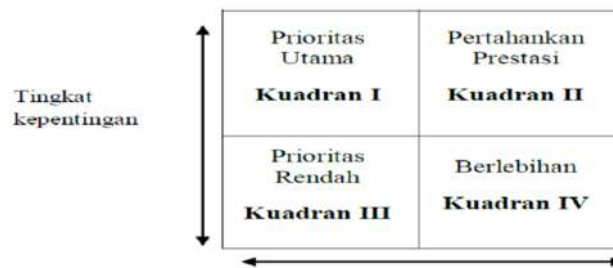 Tingkat
kepentingan
Prioritas
Utama
Kuadran I
Pertahankan
Prestasi
Kuadran II
Prioritas
Rendah
Kuadran III
Berlebihan
Kuadran IV